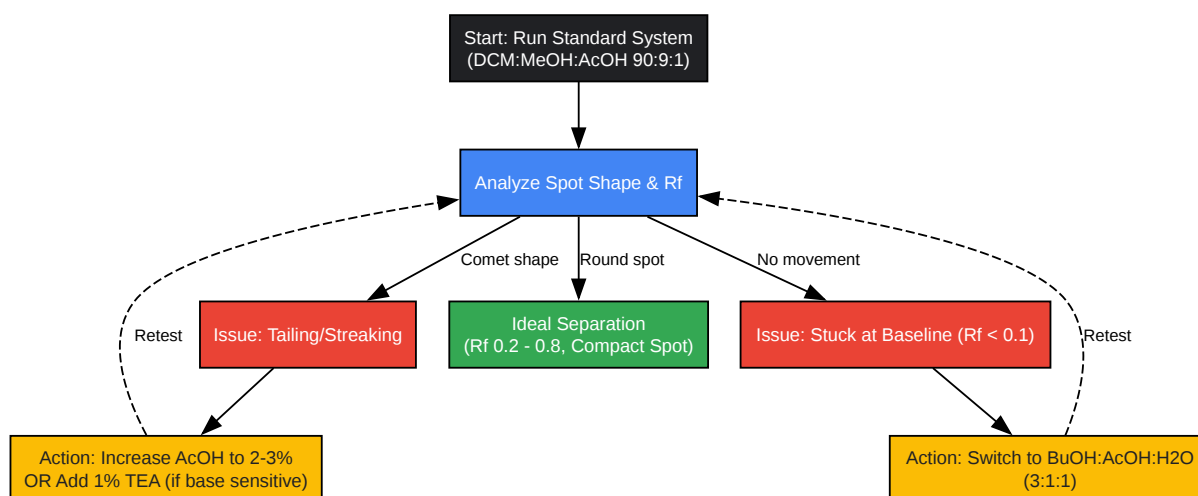 Start: Run Standard System
(DCM:MeOH:AcOH 90:9:1)
Analyze Spot Shape & Rf
Comet shape
Round spot
No movement
Issue: Tailing/Streaking
Ideal Separation
(Rf 0.2 - 0.8, Compact Spot)
Issue: Stuck at Baseline (Rf < 0.1)
Retest
Retest
Action: Increase AcOH to 2-3%
OR Add 1% TEA (if base sensitive)
Action: Switch to BuOH:AcOH:H2O
(3:1:1)